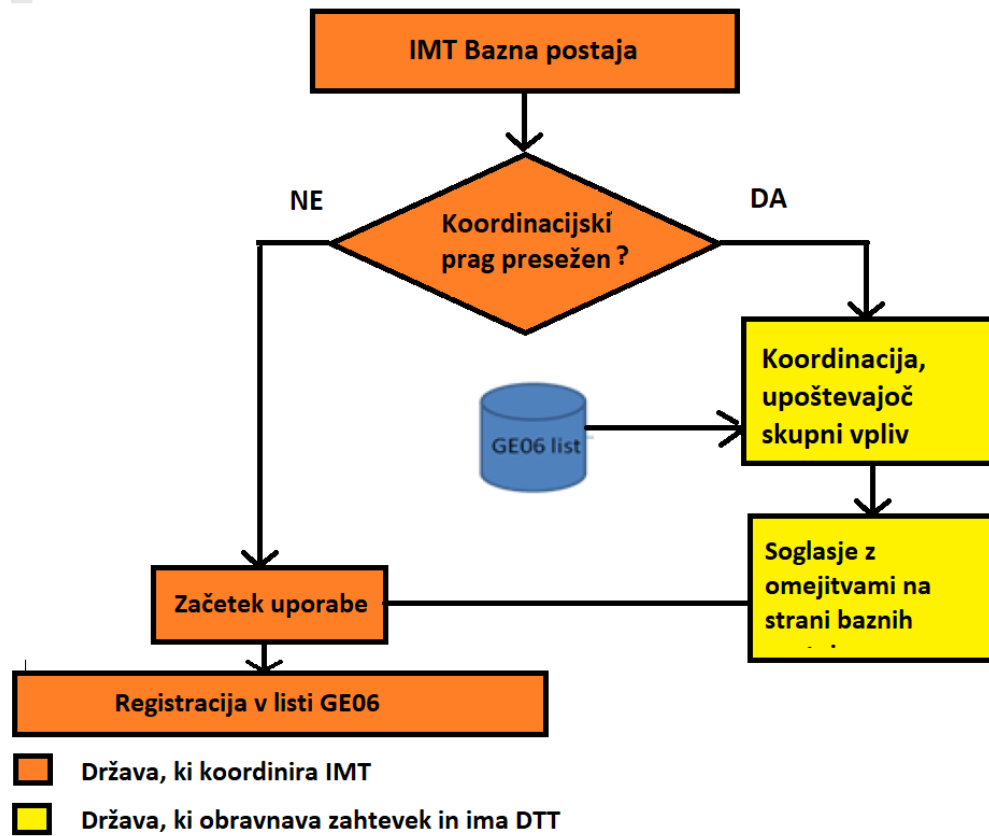 IMT Bazna postaja
NE
DA
Koordinacijski
prag presežen ?
Koordinacija,
upoštevajoč
skupni vpliv
GE06 list
Soglasje z
omejitvami na
strani baznih
Začetek uporabe
Registracija v listi GE06
Država, ki koordinira IMT
Država, ki obravnava zahtevek in ima DTT